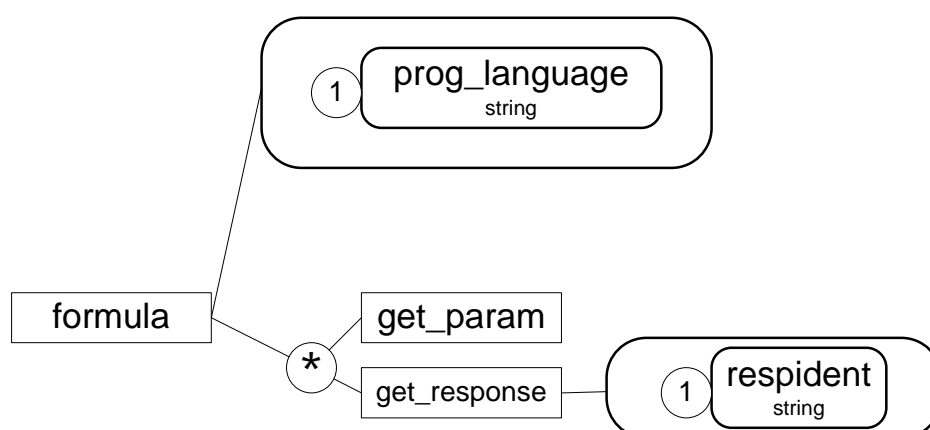 1
prog_language
string
formula
*
get_param
get_response
1
respident
string